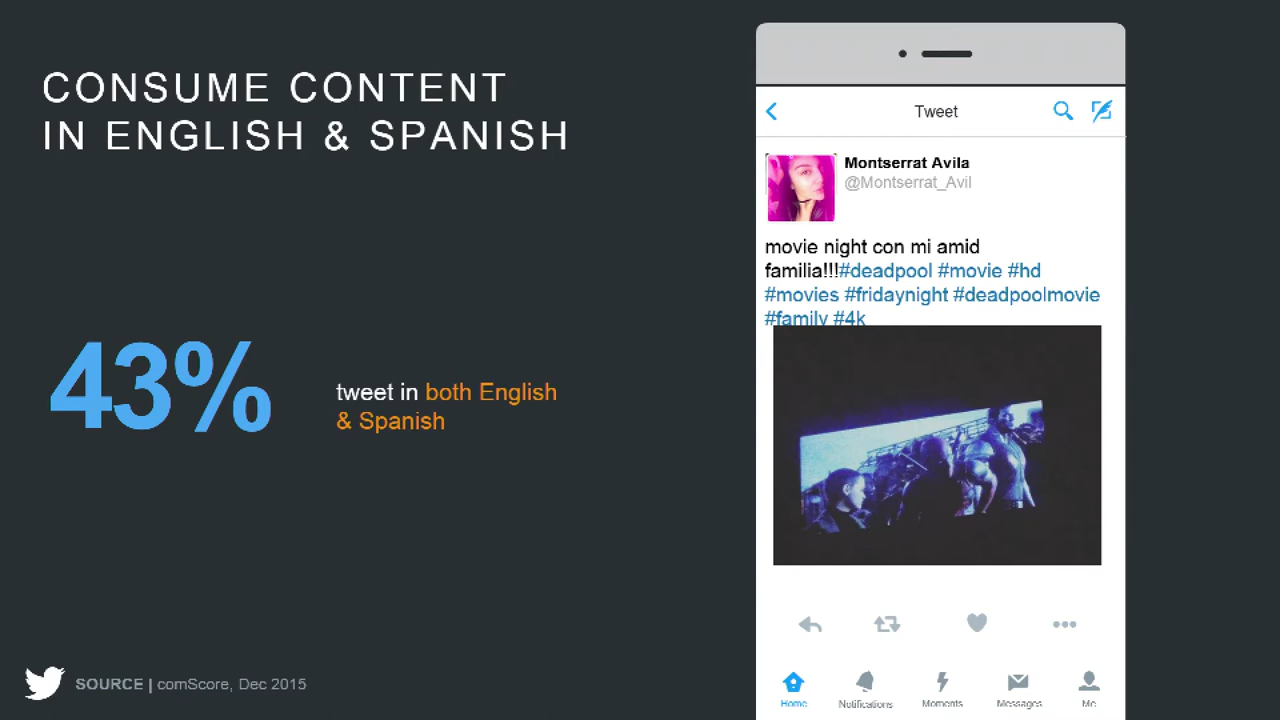 CONSUME CONTENT
IN ENGLISH & SPANISH
43%
tweet in both English
& Spanish
SOURCE | comScore, Dec 2015
Tweet
Montserrat Avila
@Montserrat_Avil
movie night con mi amid
familia!!!#deadpool #movie #hd
#movies #fridaynight #deadpoolmovie
#family #4k
Home
Notifications
Moments
Messages
Me